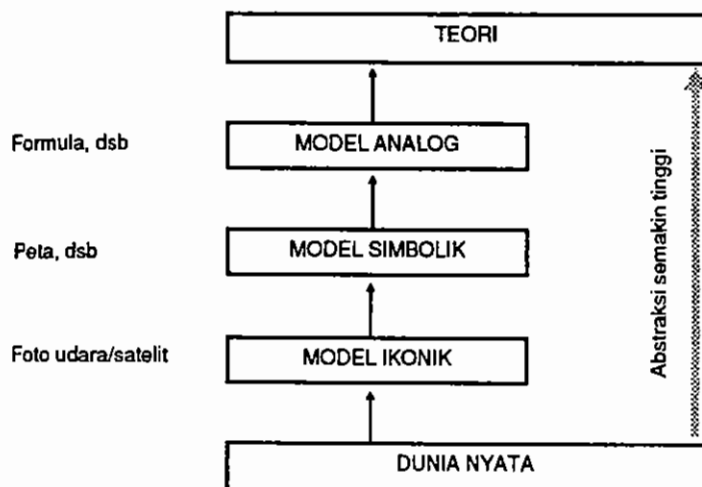 TEORI
Formula, dsb
MODEL ANALOG
Peta, dsb
MODEL SIMBOLIK
Foto udara/satelit
MODEL IKONIK
Abstraksi semakin tinggi
DUNIA NYATA